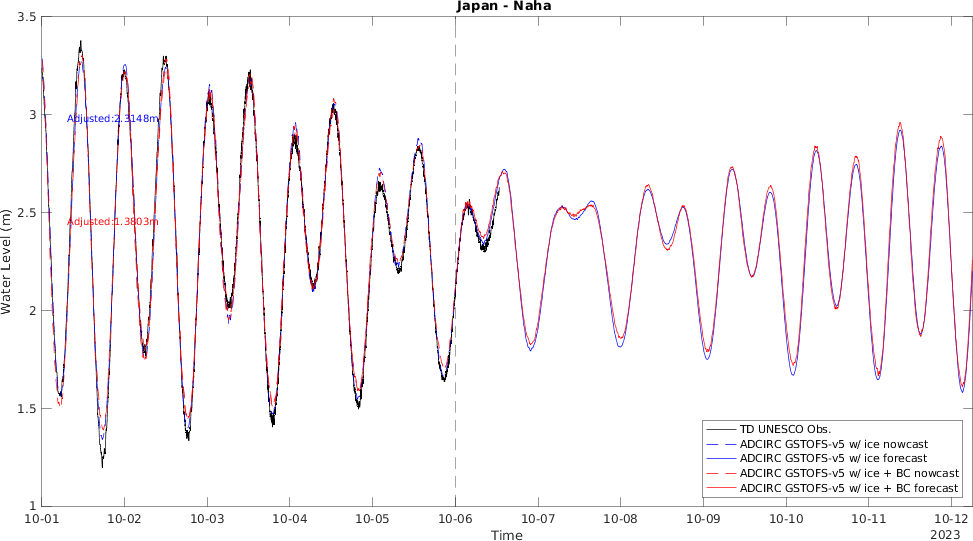 Japan - Naha
3.5
3
2.5
2
1.5
1
Water Level (m)
Adjusted:2.3148m
Adjusted:1.3803m
TD UNESCO Obs.
ADCIRC GSTOFS-v5 w/ ice nowcast
ADCIRC GSTOFS-v5 w/ ice forecast
ADCIRC GSTOFS-v5 w/ ice + BC nowcast
ADCIRC GSTOFS-v5 w/ ice + BC forecast
10-01 10-02 10-03 10-04 10-05 10-06 10-07 10-08 10-09 10-10 10-11 10-12
2023
Time